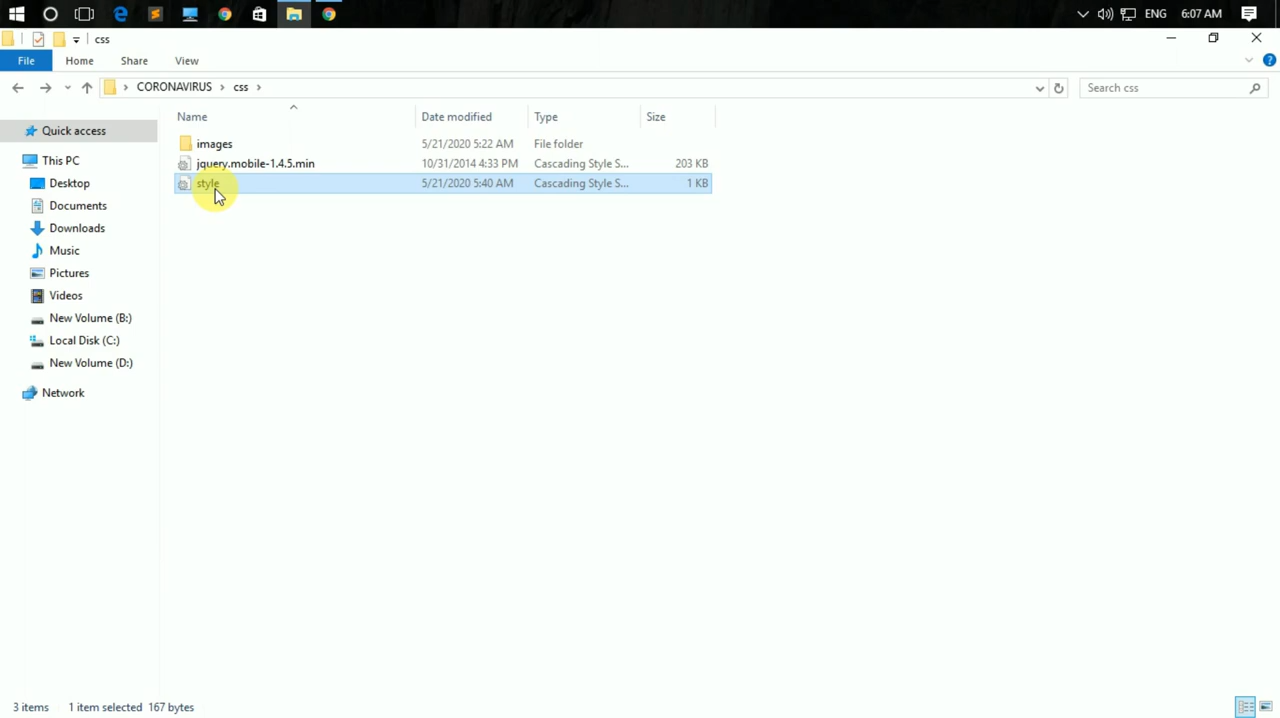 ENG 6:07 AM
css
File Home Share View
CORONAVIRUS css Search css
Name Date modified Type Size
Quick access
images 5/21/2020 5:22 AM File folder
This PC
jquery.mobile-1.4.5.min 10/31/2014 4:33 PM Cascading Style S... 203 KB
Desktop
style 5/21/2020 5:40 AM Cascading Style S... 1 KB
Documents
Downloads
Music
Pictures
Videos
New Volume (B:)
Local Disk (C:)
New Volume (D:)
Network
3 items 1 item selected 167 bytes